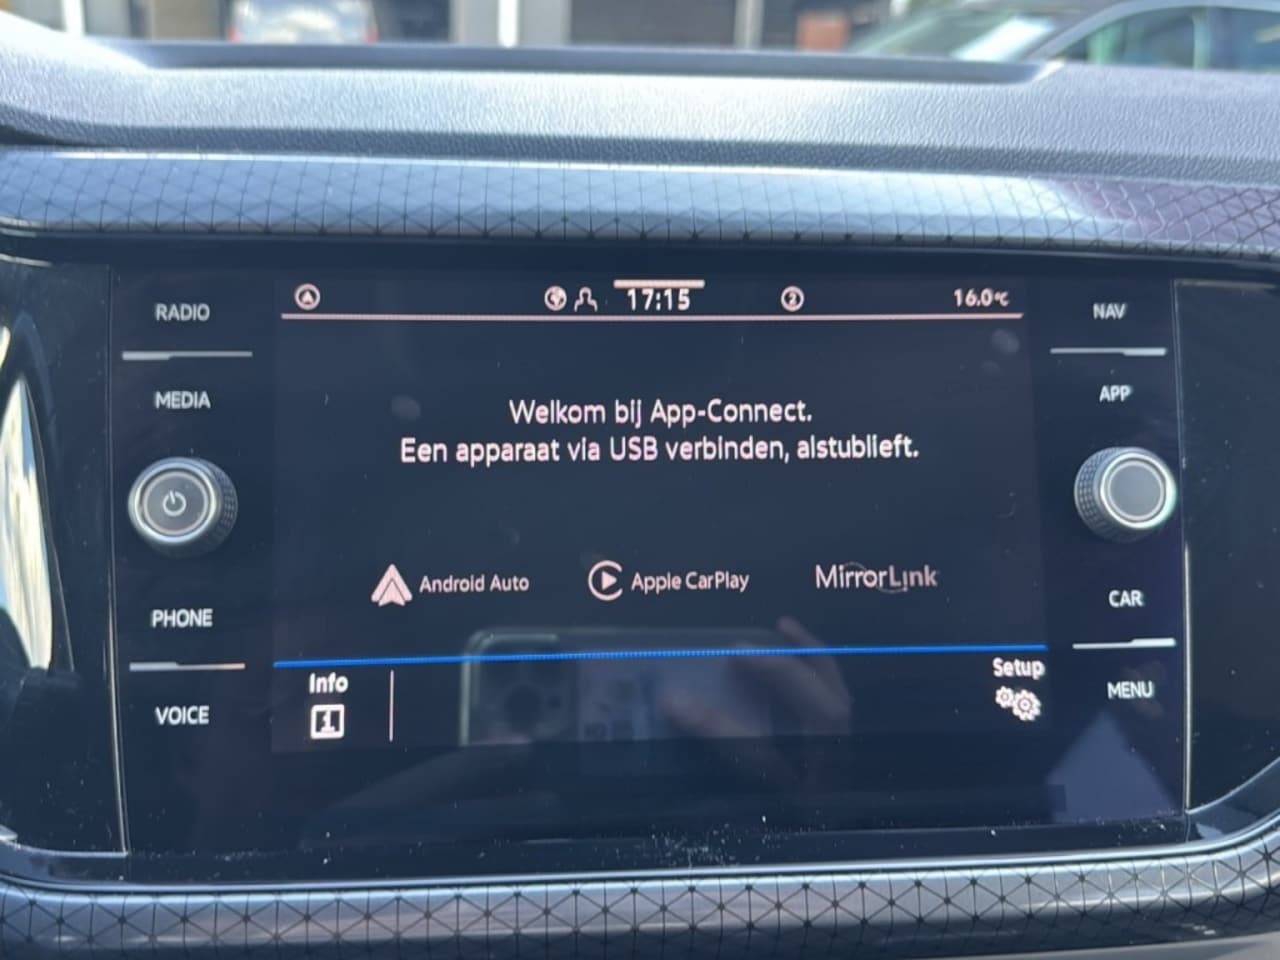 RADIO
MEDIA
PHONE
VOICE
17:15
2
16.0°C
Welkom bij App-Connect.
Een apparaat via USB verbinden, alstublieft.
Android Auto
Apple CarPlay
MirrorLink
Info
Setup
NAV
APP
CAR
MENU